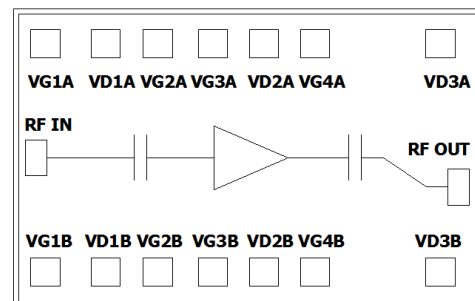 VG1A VD1A VG2A VG3A VD2A VG4A VD3A
RF IN
RF OUT
VG1B VD1B VG2B VG3B VD2B VG4B VD3B